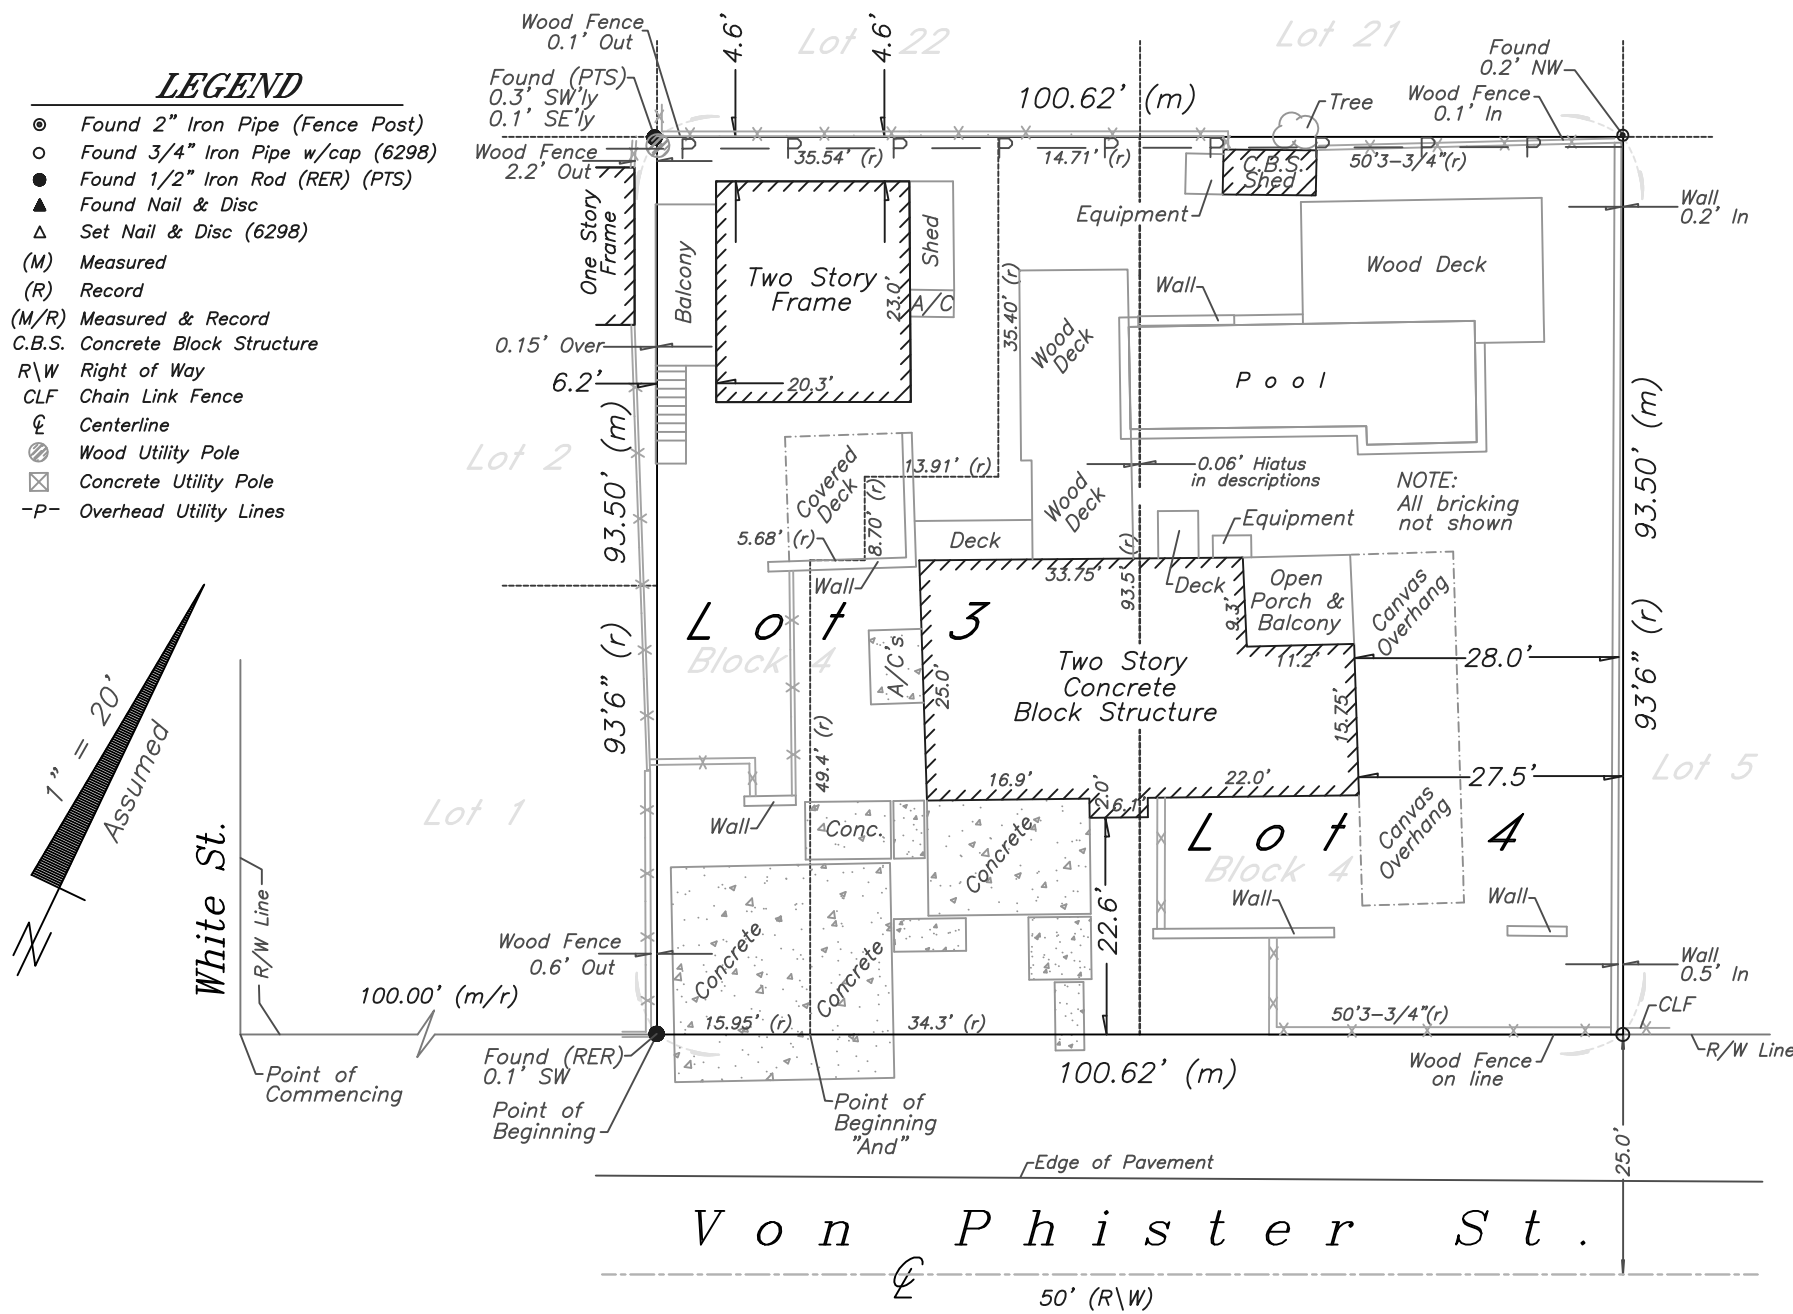 LEGEND
Found 2" Iron Pipe (Fence Post)
Found 3/4" Iron Pipe w/cap (6298)
Found 1/2" Iron Rod (RER) (PTS)
Found Nail & Disc
Set Nail & Disc (6298)
(M) Measured
(R) Record
(M/R) Measured & Record
C.B.S. Concrete Block Structure
R\W Right of Way
CLF Chain Link Fence
℄ Centerline
Wood Utility Pole
Concrete Utility Pole
-P- Overhead Utility Lines
1" = 20'
Assumed
N
White St.
R/W Line
100.00' (m/r)
Point of
Commencing
Wood Fence
0.1' Out
4.6'
4.6'
Lot 22
Lot 21
Found (PTS)
0.3' SW'ly
0.1' SE'ly
100.62' (m)
Tree
Found
0.2' NW
Wood Fence
0.1' In
Wood Fence
2.2' Out
P P P P P P P P P
35.54' (r)
14.71' (r)
50'3-3/4"(r)
C.B.S.
Shed
Equipment
Wall
0.2' In
One Story
Frame
Balcony
Two Story
Frame
23.0'
Shed
A/C
20.3'
0.15' Over
6.2'
35.40' (r)
Wood
Deck
Wall
Wood Deck
Pool
93.50' (m)
93'6" (r)
Lot 2
Covered
Deck
13.91' (r)
8.70' (r)
5.68' (r)
Wall
Deck
Wood
Deck
0.06' Hiatus
in descriptions
NOTE:
All bricking
not shown
Equipment
Deck
93.50' (m)
93'6" (r)
33.75'
93.5' (r)
9.3'
Open
Porch &
Balcony
Canvas
Overhang
Lot 3
Block 4
A/C's
25.0'
Two Story
Concrete
Block Structure
11.2'
15.75'
28.0'
27.5'
49.4' (r)
16.9'
2.0'
6.1'
22.0'
Lot 1
Lot 5
Wall
Conc.
Concrete
Lot 4
Block 4
Canvas
Overhang
22.6'
Wall
Wall
Wood Fence
0.6' Out
Concrete
Concrete
Wall
0.5' In
CLF
15.95' (r)
34.3' (r)
50'3-3/4"(r)
Found (RER)
0.1' SW
Point of
Beginning
100.62' (m)
Wood Fence
on line
R/W Line
Point of
Beginning
"And"
25.0'
Edge of Pavement
Von Phister St.
℄
50' (R\W)